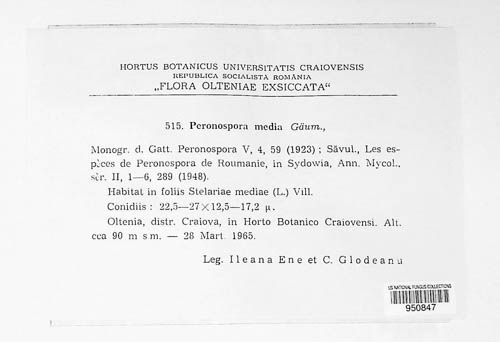 HORTUS BOTANICUS UNIVERSITATIS CRAIOVENSIS
REPUBLICA SOCIALISTA ROMÂNIA
„FLORA OLTENIAE EXSICCATA“
515. Peronospora media Gäum.,
Monogr. d. Gatt. Peronospora V, 4, 59 (1923) ; Săvul., Les es-
pèces de Peronospora de Roumanie, in Sydowia, Ann. Mycol.,
sér. II, 1—6, 289 (1948).
Habitat in foliis Stelariae mediae (L.) Vill.
Conidiis : 22,5—27×12,5—17,2 µ.
Oltenia, distr. Craiova, in Horto Botanico Craiovensi. Alt.
cca 90 m s m. — 28 Mart. 1965.
Leg. Ileana Ene et C. Glodeanu
US NATIONAL FUNGUS COLLECTIONS
950847